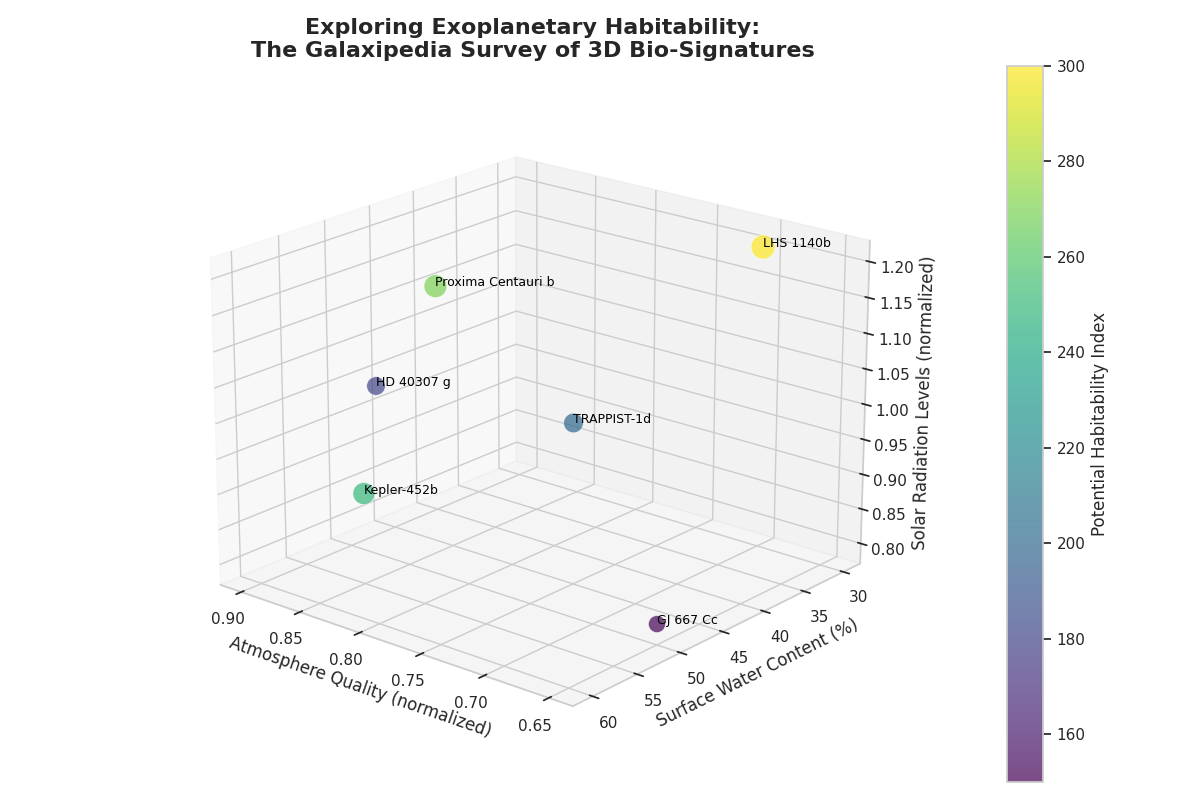 Exploring Exoplanetary Habitability:
The Galaxipedia Survey of 3D Bio-Signatures
LHS 1140b
Proxima Centauri b
HD 40307 g
TRAPPIST-1d
Kepler-452b
GJ 667 Cc
0.90
0.85
0.80
0.75
0.70
0.65
Atmosphere Quality (normalized)
60
55
50
45
40
35
30
Surface Water Content (%)
1.20
1.15
1.10
1.05
1.00
0.95
0.90
0.85
0.80
Solar Radiation Levels (normalized)
300
280
260
240
220
200
180
160
Potential Habitability Index